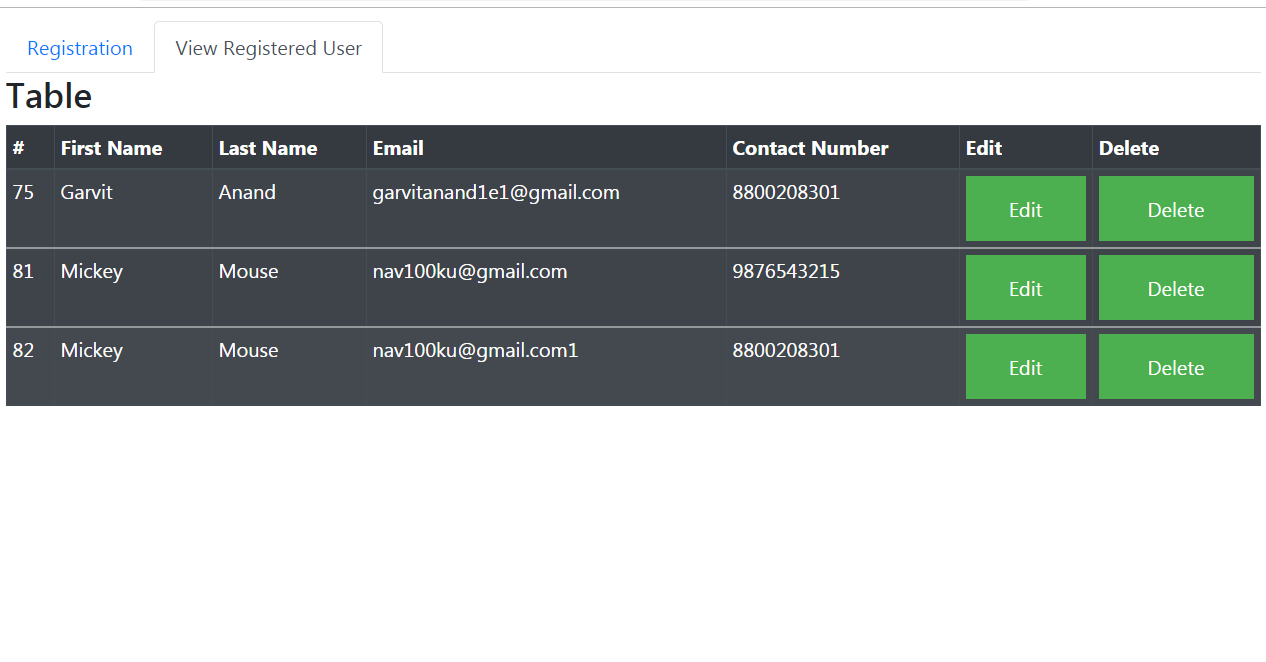 Registration View Registered User
Table
# First Name Last Name Email Contact Number Edit Delete
75 Garvit Anand garvitanand1e1@gmail.com 8800208301 Edit Delete
81 Mickey Mouse nav100ku@gmail.com 9876543215 Edit Delete
82 Mickey Mouse nav100ku@gmail.com1 8800208301 Edit Delete